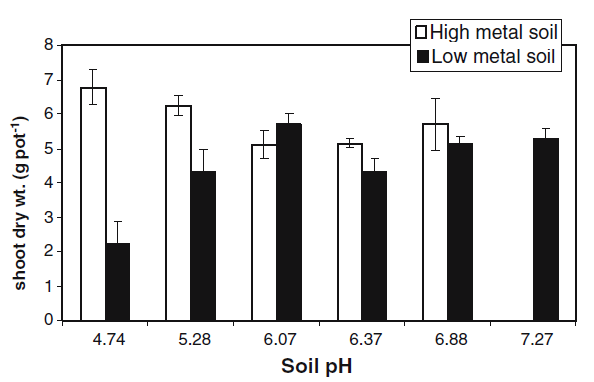 High metal soil
Low metal soil
8
7
6
5
4
3
2
1
0
shoot dry wt. (g pot⁻¹)
4.74 5.28 6.07 6.37 6.88 7.27
Soil pH